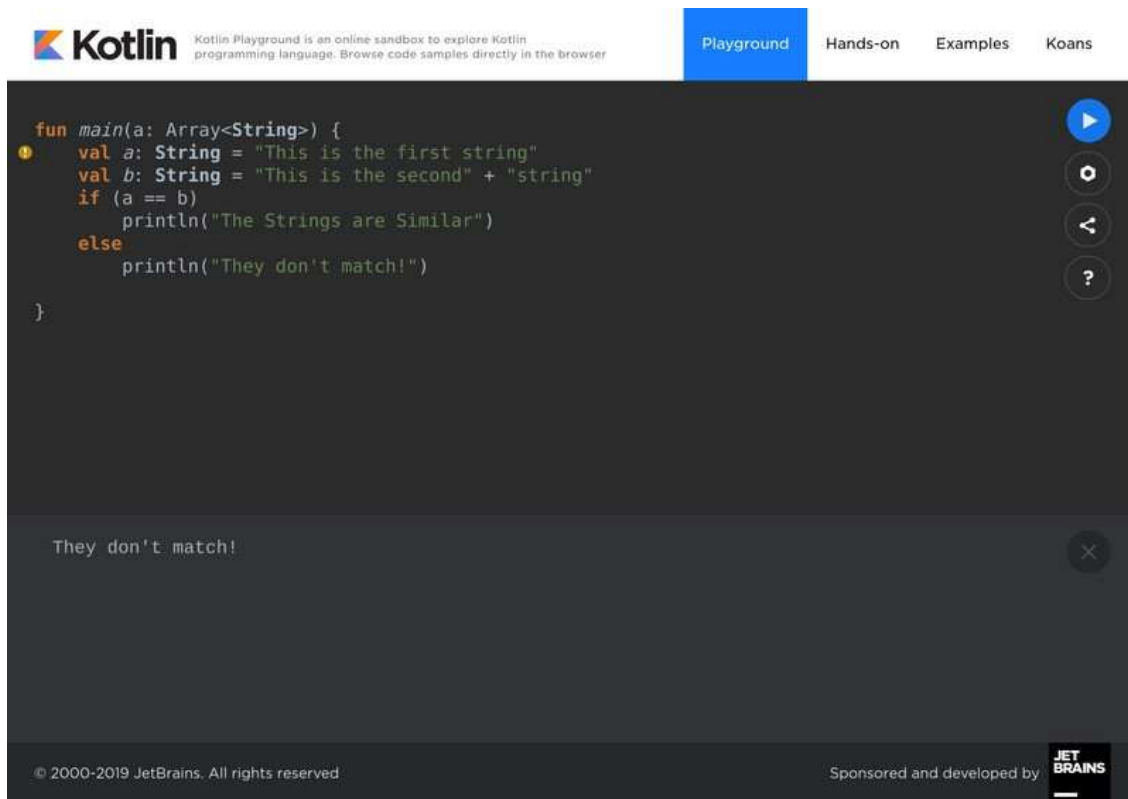 Kotlin
Kotlin Playground is an online sandbox to explore Kotlin
programming language. Browse code samples directly in the browser
Playground
Hands-on
Examples
Koans
fun main(a: Array<String>) {
    val a: String = "This is the first string"
    val b: String = "This is the second" + "string"
    if (a == b)
        println("The Strings are Similar")
    else
        println("They don't match!")
}
?
They don't match!
© 2000-2019 JetBrains. All rights reserved
Sponsored and developed by
JET
BRAINS